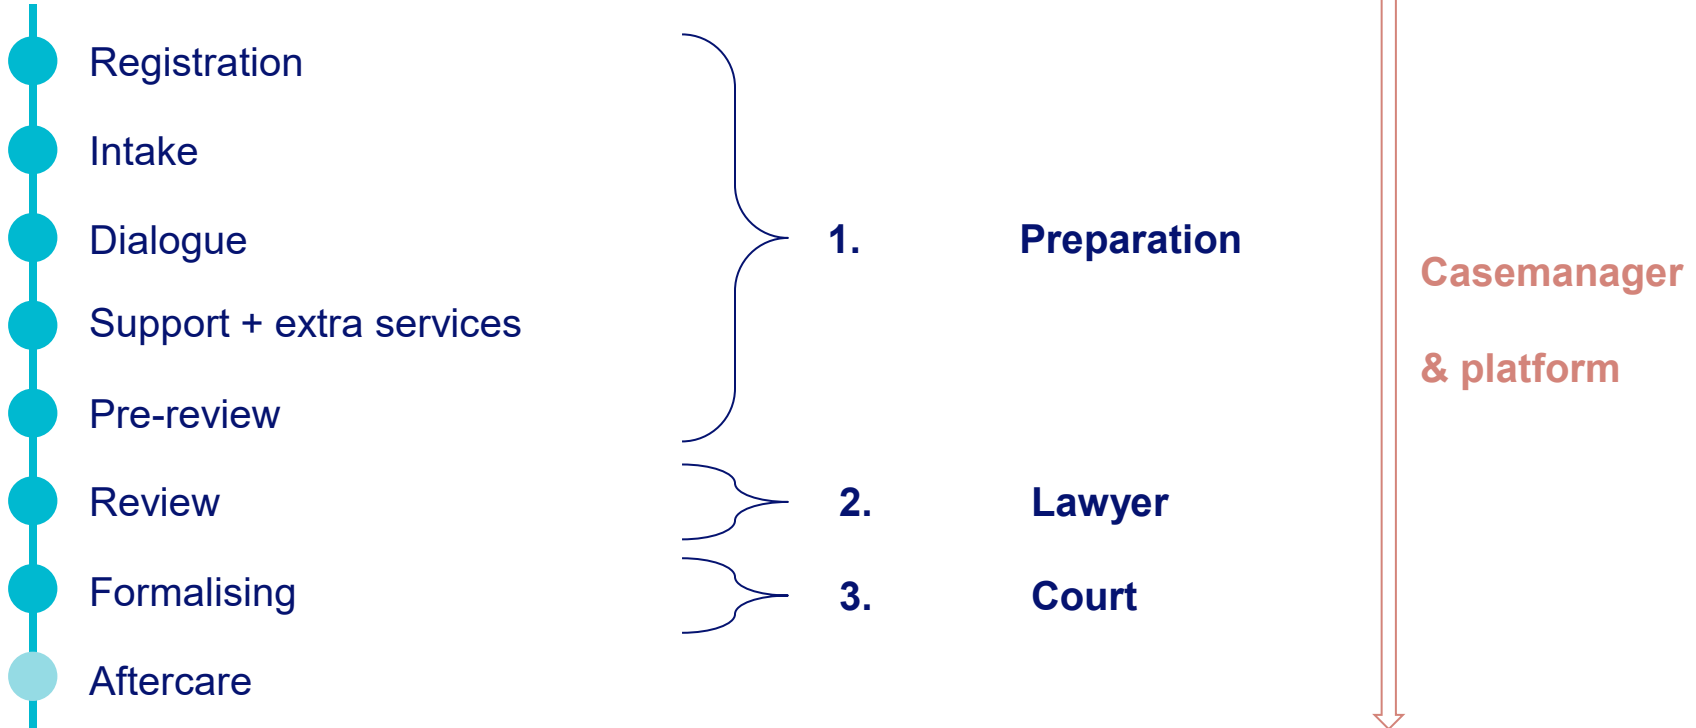 Registration
Intake
Dialogue
Support + extra services
Pre-review
Review
Formalising
Aftercare
1. Preparation
2. Lawyer
3. Court
Casemanager
& platform